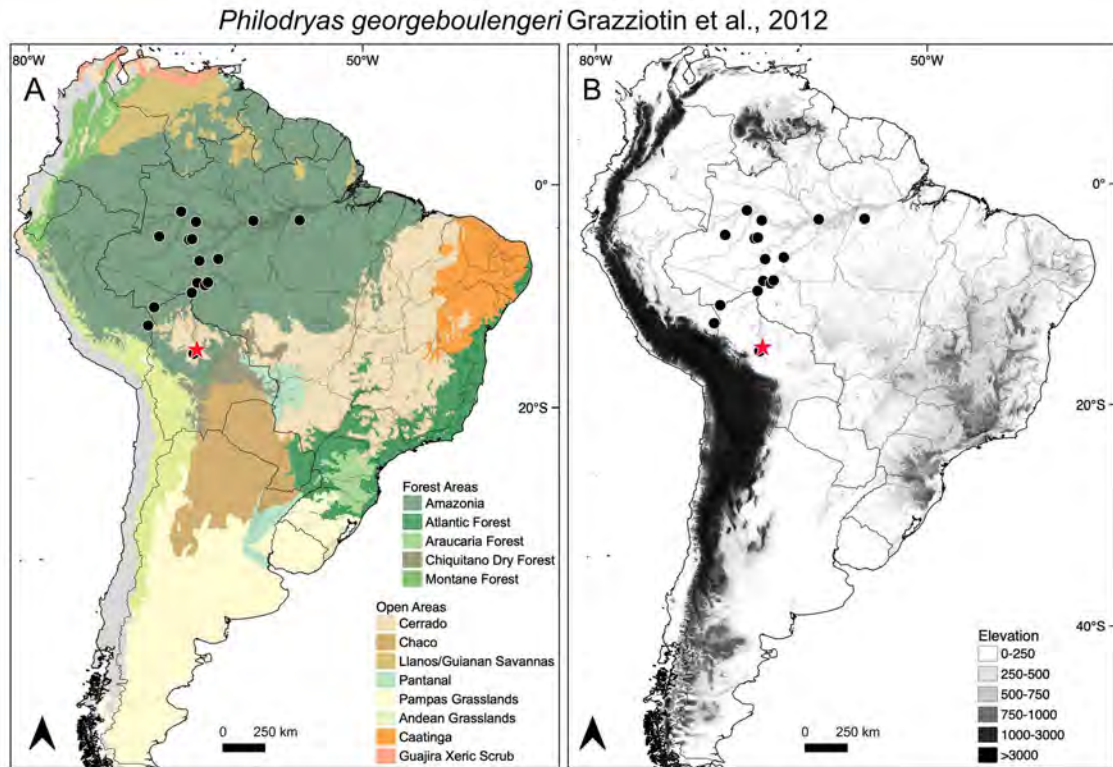 Philodryas georgeboulengeri Grazziotin et al., 2012
A
80°W
50°W
0°
20°S
Forest Areas
Amazonia
Atlantic Forest
Araucaria Forest
Chiquitano Dry Forest
Montane Forest
Open Areas
Cerrado
Chaco
Llanos/Guianan Savannas
Pantanal
Pampas Grasslands
Andean Grasslands
Caatinga
Guajira Xeric Scrub
0 250 km
B
80°W
50°W
0°
20°S
40°S
Elevation
0-250
250-500
500-750
750-1000
1000-3000
>3000
0 250 km